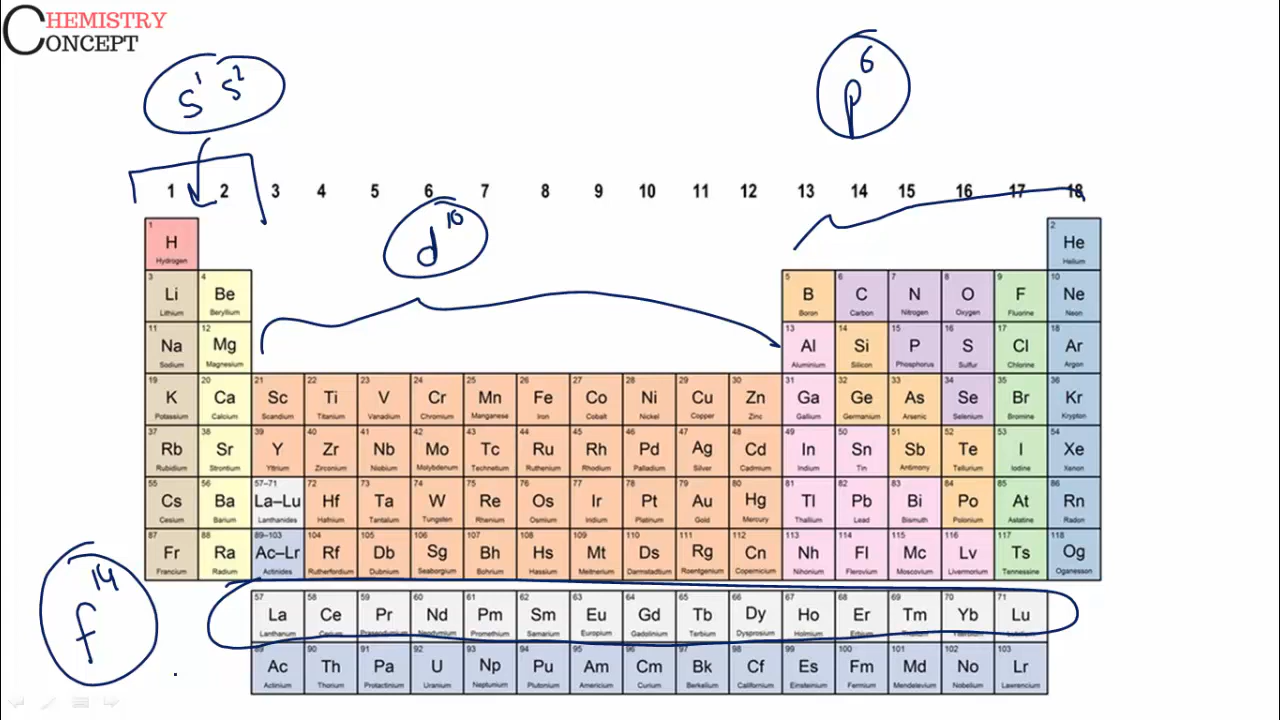 CHEMISTRY
CONCEPT
s¹ s²
p⁶
1 2 3 4 5 6 7 8 9 10 11 12 13 14 15 16 17 18
d¹⁰
1 2
H He
Hydrogen Helium
3 4 5 6 7 8 9 10
Li Be B C N O F Ne
Lithium Beryllium Boron Carbon Nitrogen Oxygen Fluorine Neon
11 12 13 14 15 16 17 18
Na Mg Al Si P S Cl Ar
Sodium Magnesium Aluminium Silicon Phosphorus Sulfur Chlorine Argon
19 20 21 22 23 24 25 26 27 28 29 30 31 32 33 34 35 36
K Ca Sc Ti V Cr Mn Fe Co Ni Cu Zn Ga Ge As Se Br Kr
Potassium Calcium Scandium Titanium Vanadium Chromium Manganese Iron Cobalt Nickel Copper Zinc Gallium Germanium Arsenic Selenium Bromine Krypton
37 38 39 40 41 42 43 44 45 46 47 48 49 50 51 52 53 54
Rb Sr Y Zr Nb Mo Tc Ru Rh Pd Ag Cd In Sn Sb Te I Xe
Rubidium Strontium Yttrium Zirconium Niobium Molybdenum Technetium Ruthenium Rhodium Palladium Silver Cadmium Indium Tin Antimony Tellurium Iodine Xenon
55 56 57–71 72 73 74 75 76 77 78 79 80 81 82 83 84 85 86
Cs Ba La–Lu Hf Ta W Re Os Ir Pt Au Hg Tl Pb Bi Po At Rn
Cesium Barium Lanthanides Hafnium Tantalum Tungsten Rhenium Osmium Iridium Platinum Gold Mercury Thallium Lead Bismuth Polonium Astatine Radon
87 88 89–103 104 105 106 107 108 109 110 111 112 113 114 115 116 117 118
Fr Ra Ac–Lr Rf Db Sg Bh Hs Mt Ds Rg Cn Nh Fl Mc Lv Ts Og
Francium Radium Actinides Rutherfordium Dubnium Seaborgium Bohrium Hassium Meitnerium Darmstadtium Roentgenium Copernicium Nihonium Flerovium Moscovium Livermorium Tennessine Oganesson
f¹⁴
57 58 59 60 61 62 63 64 65 66 67 68 69 70 71
La Ce Pr Nd Pm Sm Eu Gd Tb Dy Ho Er Tm Yb Lu
Lanthanum Promethium Samarium Europium Gadolinium Terbium Dysprosium Holmium
89 90 91 92 93 94 95 96 97 98 99 100 101 102 103
Ac Th Pa U Np Pu Am Cm Bk Cf Es Fm Md No Lr
Actinium Thorium Protactinium Uranium Neptunium Plutonium Americium Curium Berkelium Californium Einsteinium Fermium Mendelevium Nobelium Lawrencium